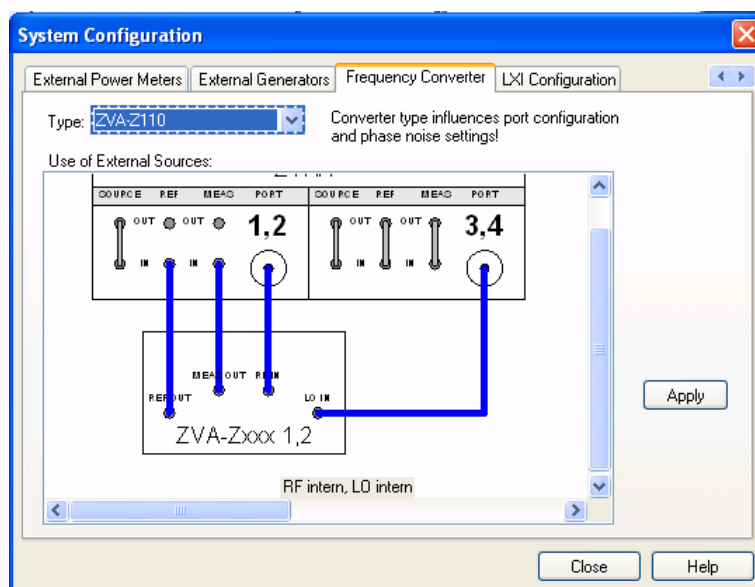 System Configuration
External Power Meters External Generators Frequency Converter LXI Configuration
Type: ZVA-Z110
Converter type influences port configuration
and phase noise settings!
Use of External Sources:
SOURCE REF MEAS PORT SOURCE REF MEAS PORT
OUT OUT 1,2 OUT OUT OUT 3,4
IN IN IN IN IN
MEAS OUT RF IN
REF OUT LO IN
ZVA-Zxxx 1,2
Apply
RF intern, LO intern
Close Help